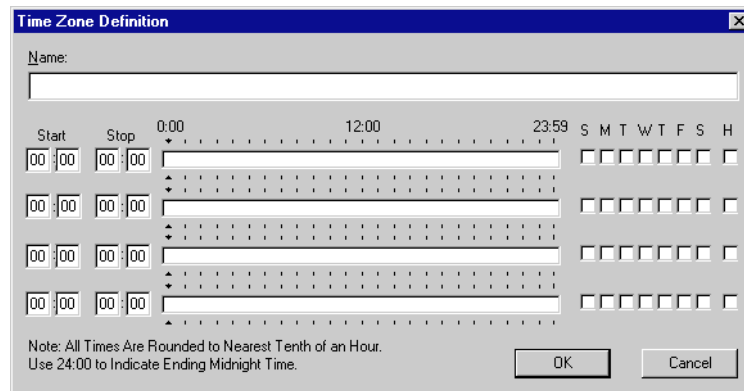 Time Zone Definition
Name:
Start Stop 0:00 12:00 23:59 S M T W T F S H
00 :00 00 :00
00 :00 00 :00
00 :00 00 :00
00 :00 00 :00
Note: All Times Are Rounded to Nearest Tenth of an Hour.
Use 24:00 to Indicate Ending Midnight Time.
OK Cancel